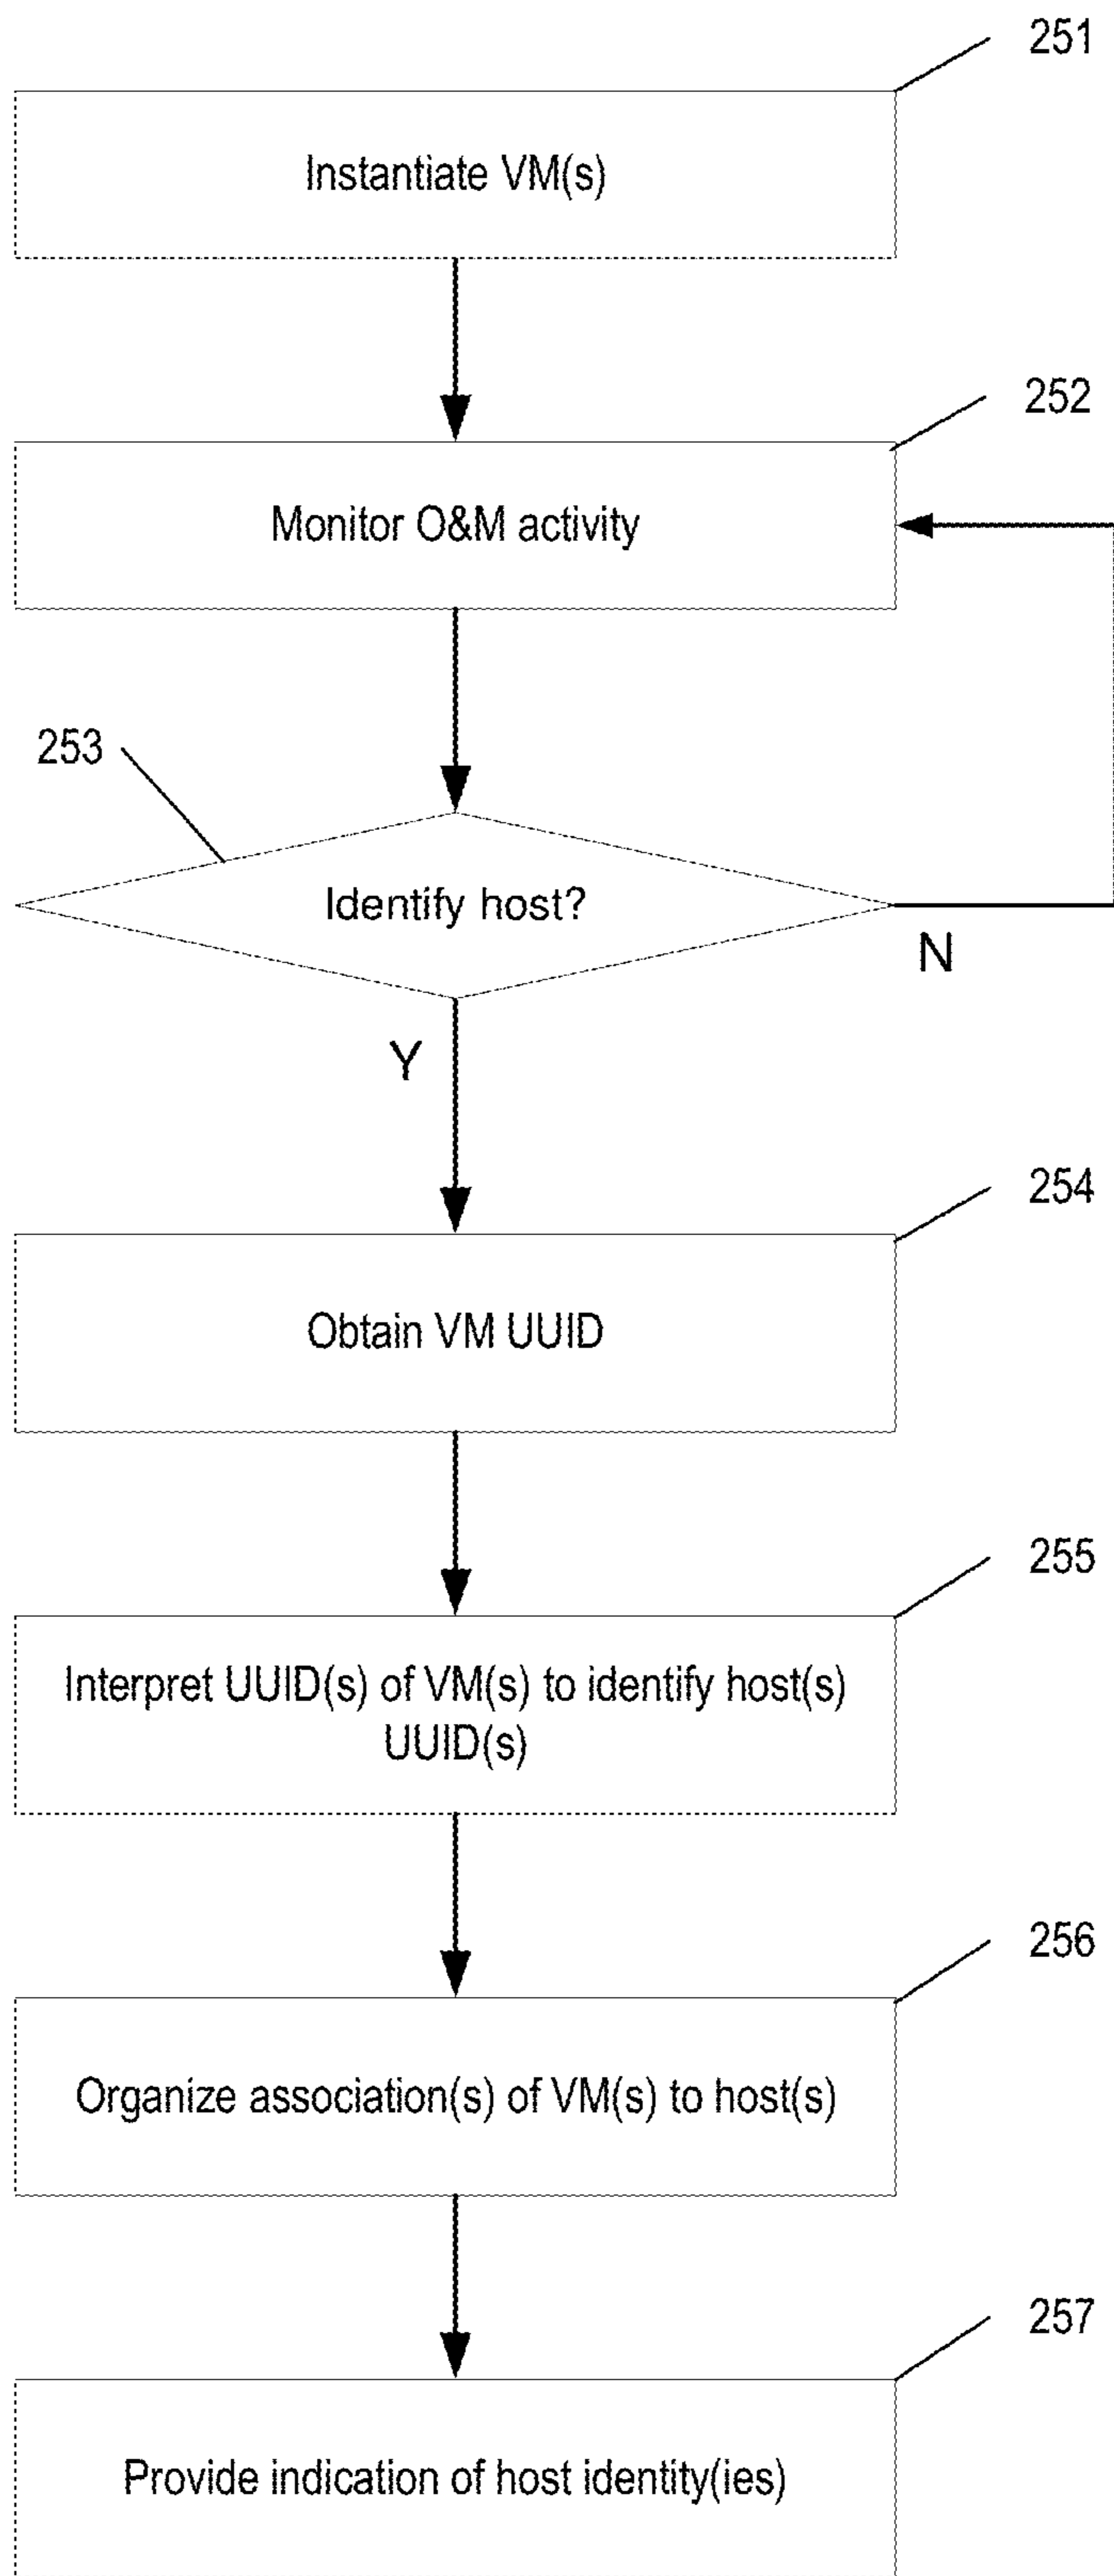 251
Instantiate VM(s)
252
Monitor O&M activity
253
Identify host?
N
Y
254
Obtain VM UUID
255
Interpret UUID(s) of VM(s) to identify host(s)
UUID(s)
256
Organize association(s) of VM(s) to host(s)
257
Provide indication of host identity(ies)